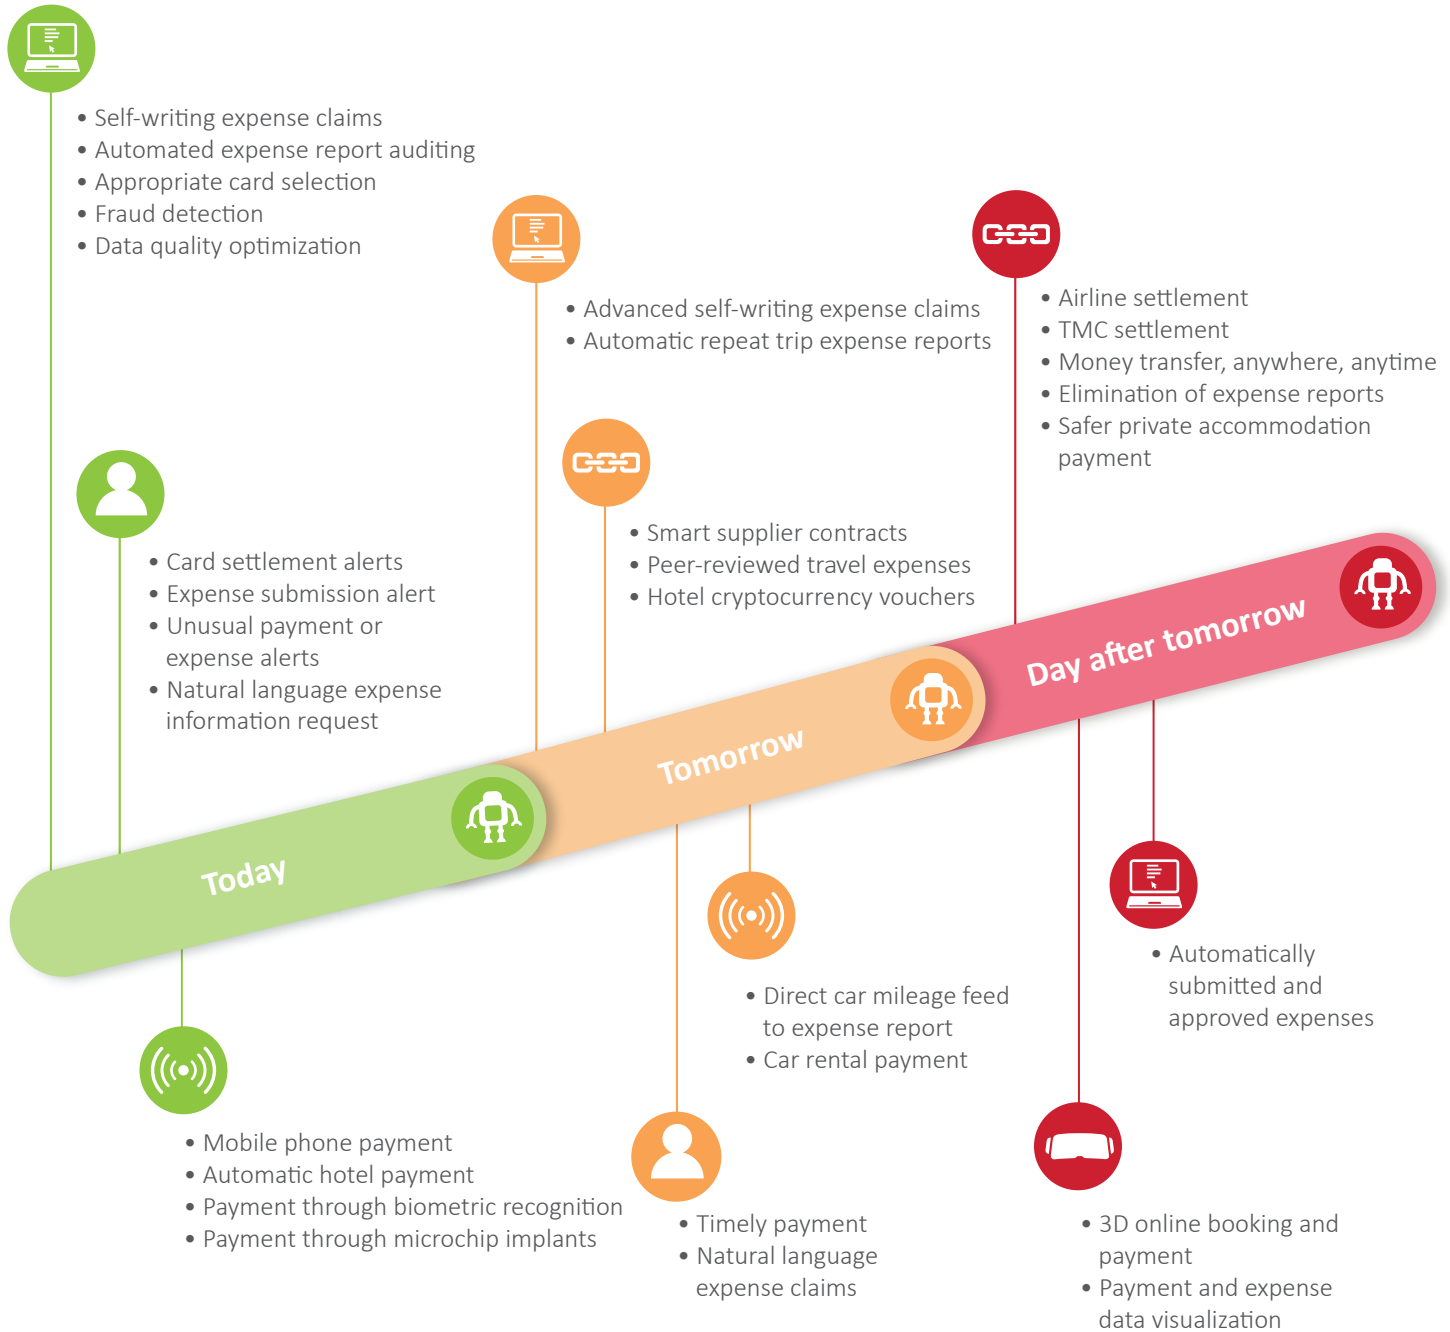 • Self-writing expense claims
• Automated expense report auditing
• Appropriate card selection
• Fraud detection
• Data quality optimization
• Card settlement alerts
• Expense submission alert
• Unusual payment or
expense alerts
• Natural language expense
information request
Today
• Mobile phone payment
• Automatic hotel payment
• Payment through biometric recognition
• Payment through microchip implants
• Advanced self-writing expense claims
• Automatic repeat trip expense reports
• Smart supplier contracts
• Peer-reviewed travel expenses
• Hotel cryptocurrency vouchers
Tomorrow
• Direct car mileage feed
to expense report
• Car rental payment
• Timely payment
• Natural language
expense claims
• Airline settlement
• TMC settlement
• Money transfer, anywhere, anytime
• Elimination of expense reports
• Safer private accommodation
payment
Day after tomorrow
• Automatically
submitted and
approved expenses
• 3D online booking and
payment
• Payment and expense
data visualization